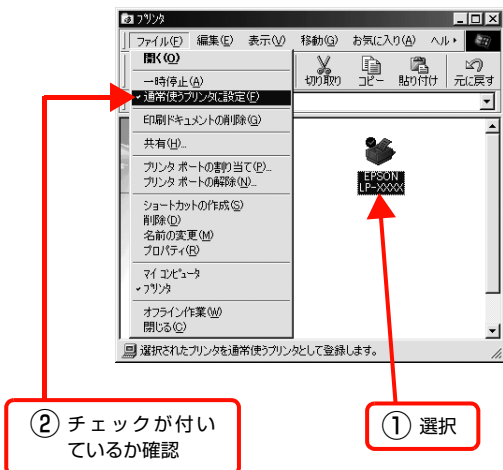 プリンタ
ファイル(F) 編集(E) 表示(V) 移動(G) お気に入り(A) ヘル
開く(O)
一時停止(A)
通常使うプリンタに設定(F)
印刷ドキュメントの削除(G)
共有(H)...
プリンタ ポートの割り当て(P)...
プリンタ ポートの解除(N)...
ショートカットの作成(S)
削除(D)
名前の変更(M)
プロパティ(R)
マイ コンピュータ
プリンタ
オフライン作業(W)
閉じる(C)
切り取り コピー 貼り付け 元に戻す
EPSON
LP-XXXX
選択されたプリンタを通常使うプリンタとして登録します。
② チェックが付い
ているか確認
① 選択